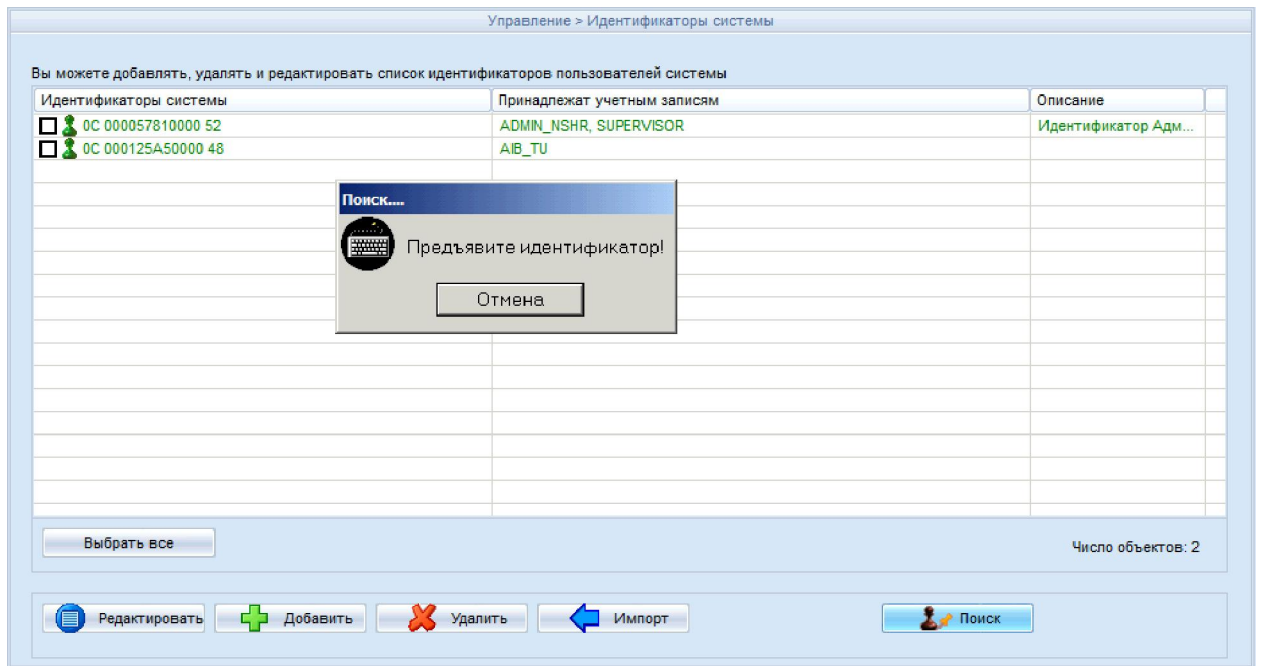 Управление > Идентификаторы системы
Вы можете добавлять, удалять и редактировать список идентификаторов пользователей системы
Идентификаторы системы Принадлежат учетным записям Описание
0C 000057810000 52 ADMIN_NSHR, SUPERVISOR Идентификатор Адм...
0C 000125A50000 48 AIB_TU
Поиск....
Предъявите идентификатор!
Отмена
Выбрать все Число объектов: 2
Редактировать Добавить Удалить Импорт Поиск